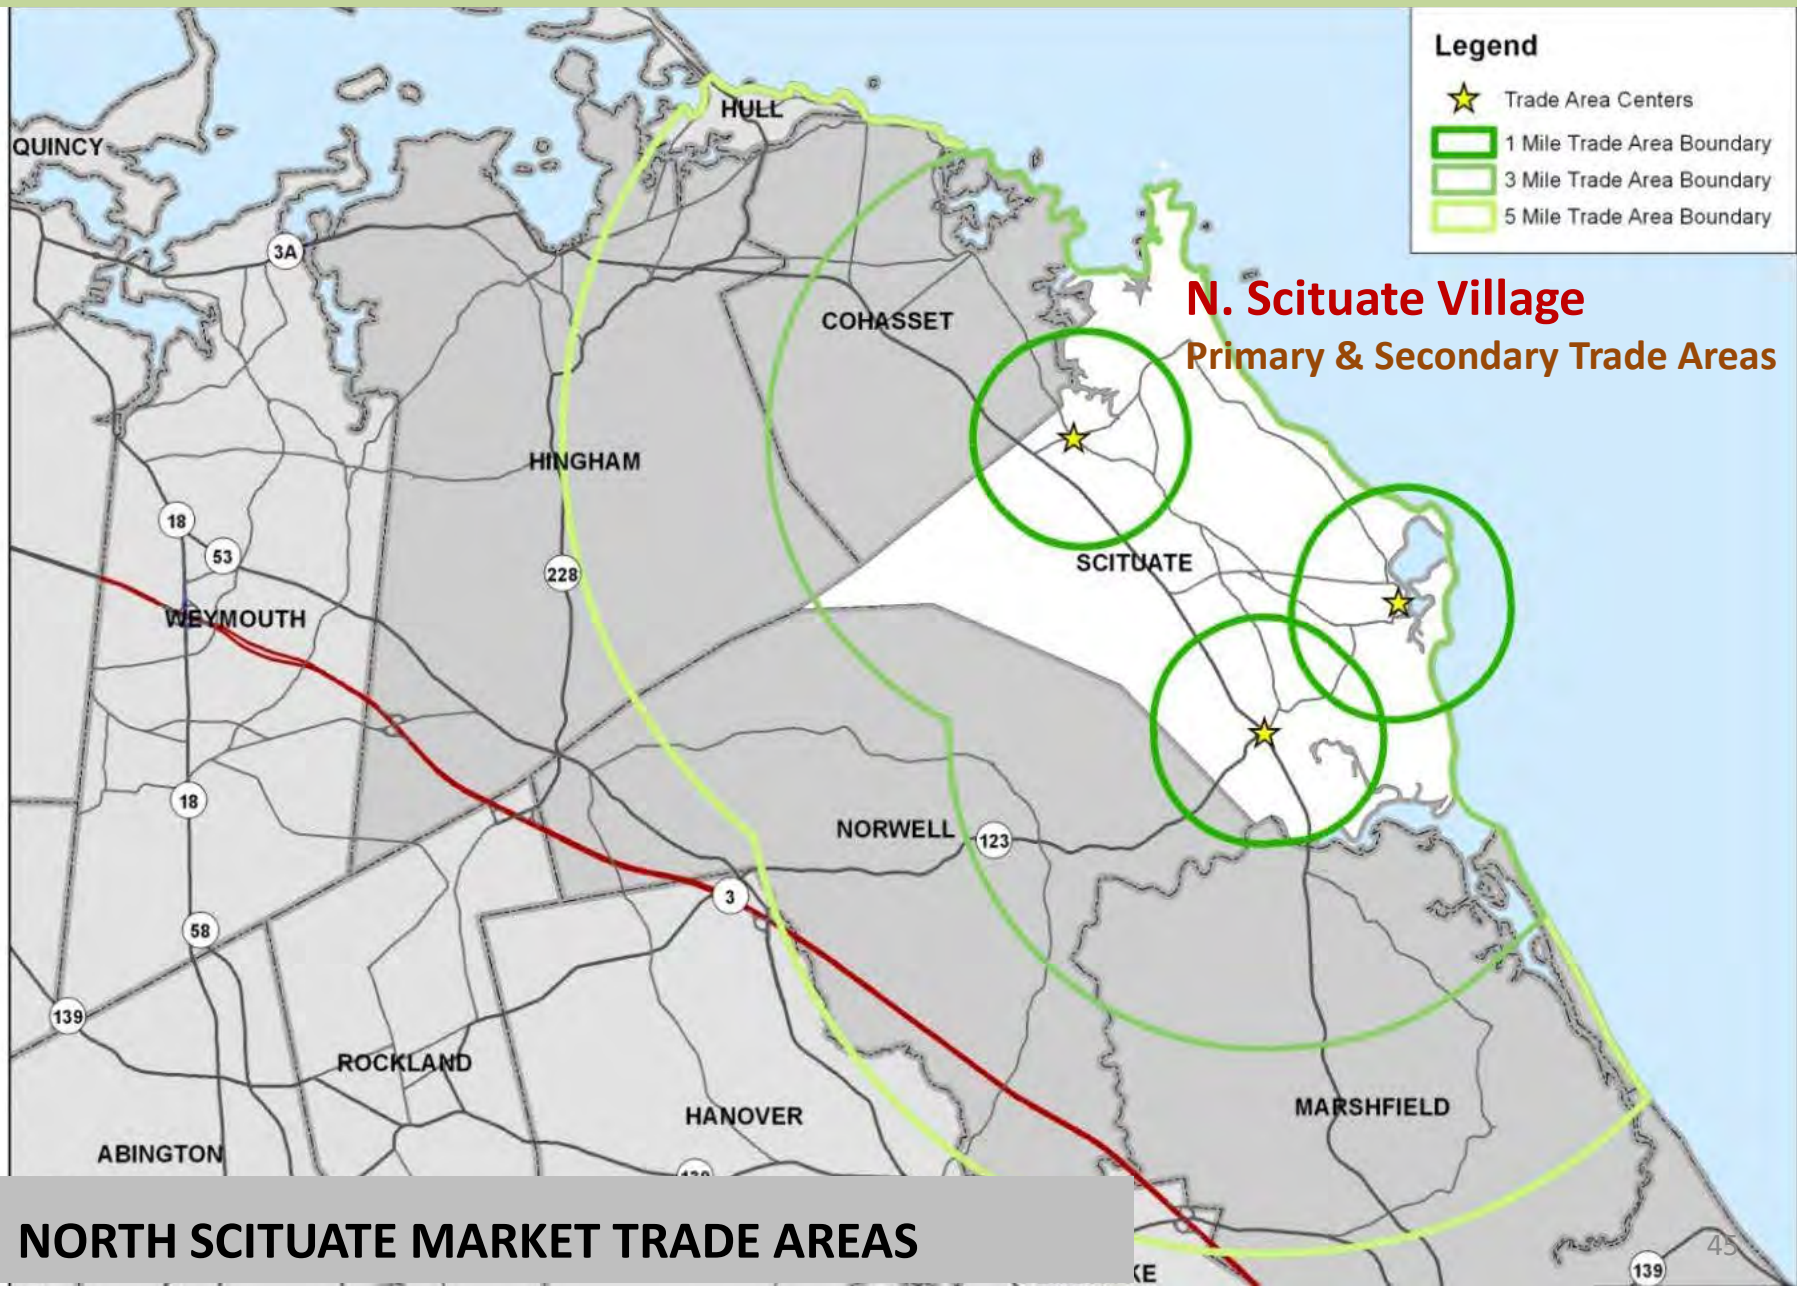 Legend
Trade Area Centers
1 Mile Trade Area Boundary
3 Mile Trade Area Boundary
5 Mile Trade Area Boundary
HULL
QUINCY
3A
N. Scituate Village
Primary & Secondary Trade Areas
COHASSET
HINGHAM
18
53
228
SCITUATE
WEYMOUTH
18
NORWELL
123
3
58
139
ROCKLAND
HANOVER
MARSHFIELD
ABINGTON
NORTH SCITUATE MARKET TRADE AREAS
45
KE
139